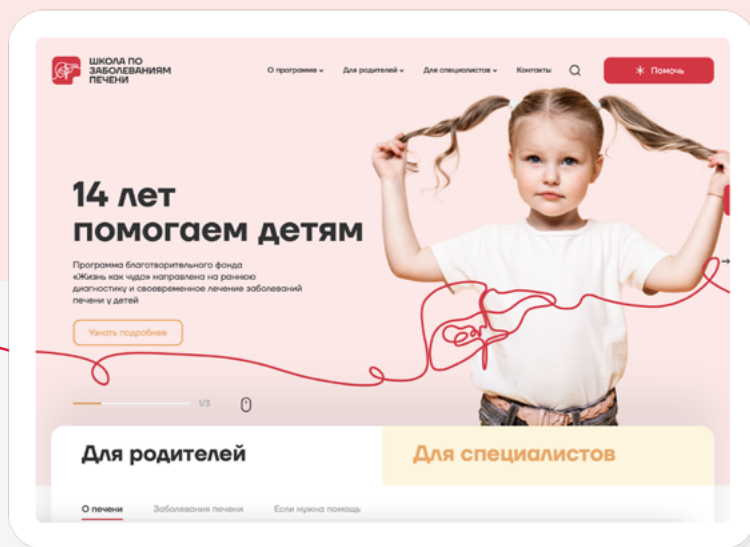 ШКОЛА ПО
ЗАБОЛЕВАНИЯМ
ПЕЧЕНИ
О программе
Для родителей
Для специалистов
Контакты
Помочь
14 лет
помогаем детям
Программа благотворительного фонда
«Жизнь как чудо» направлена на раннюю
диагностику и своевременное лечение заболеваний
печени у детей
Узнать подробнее
1/3
Для родителей
Для специалистов
О печени
Заболевания печени
Если нужна помощь